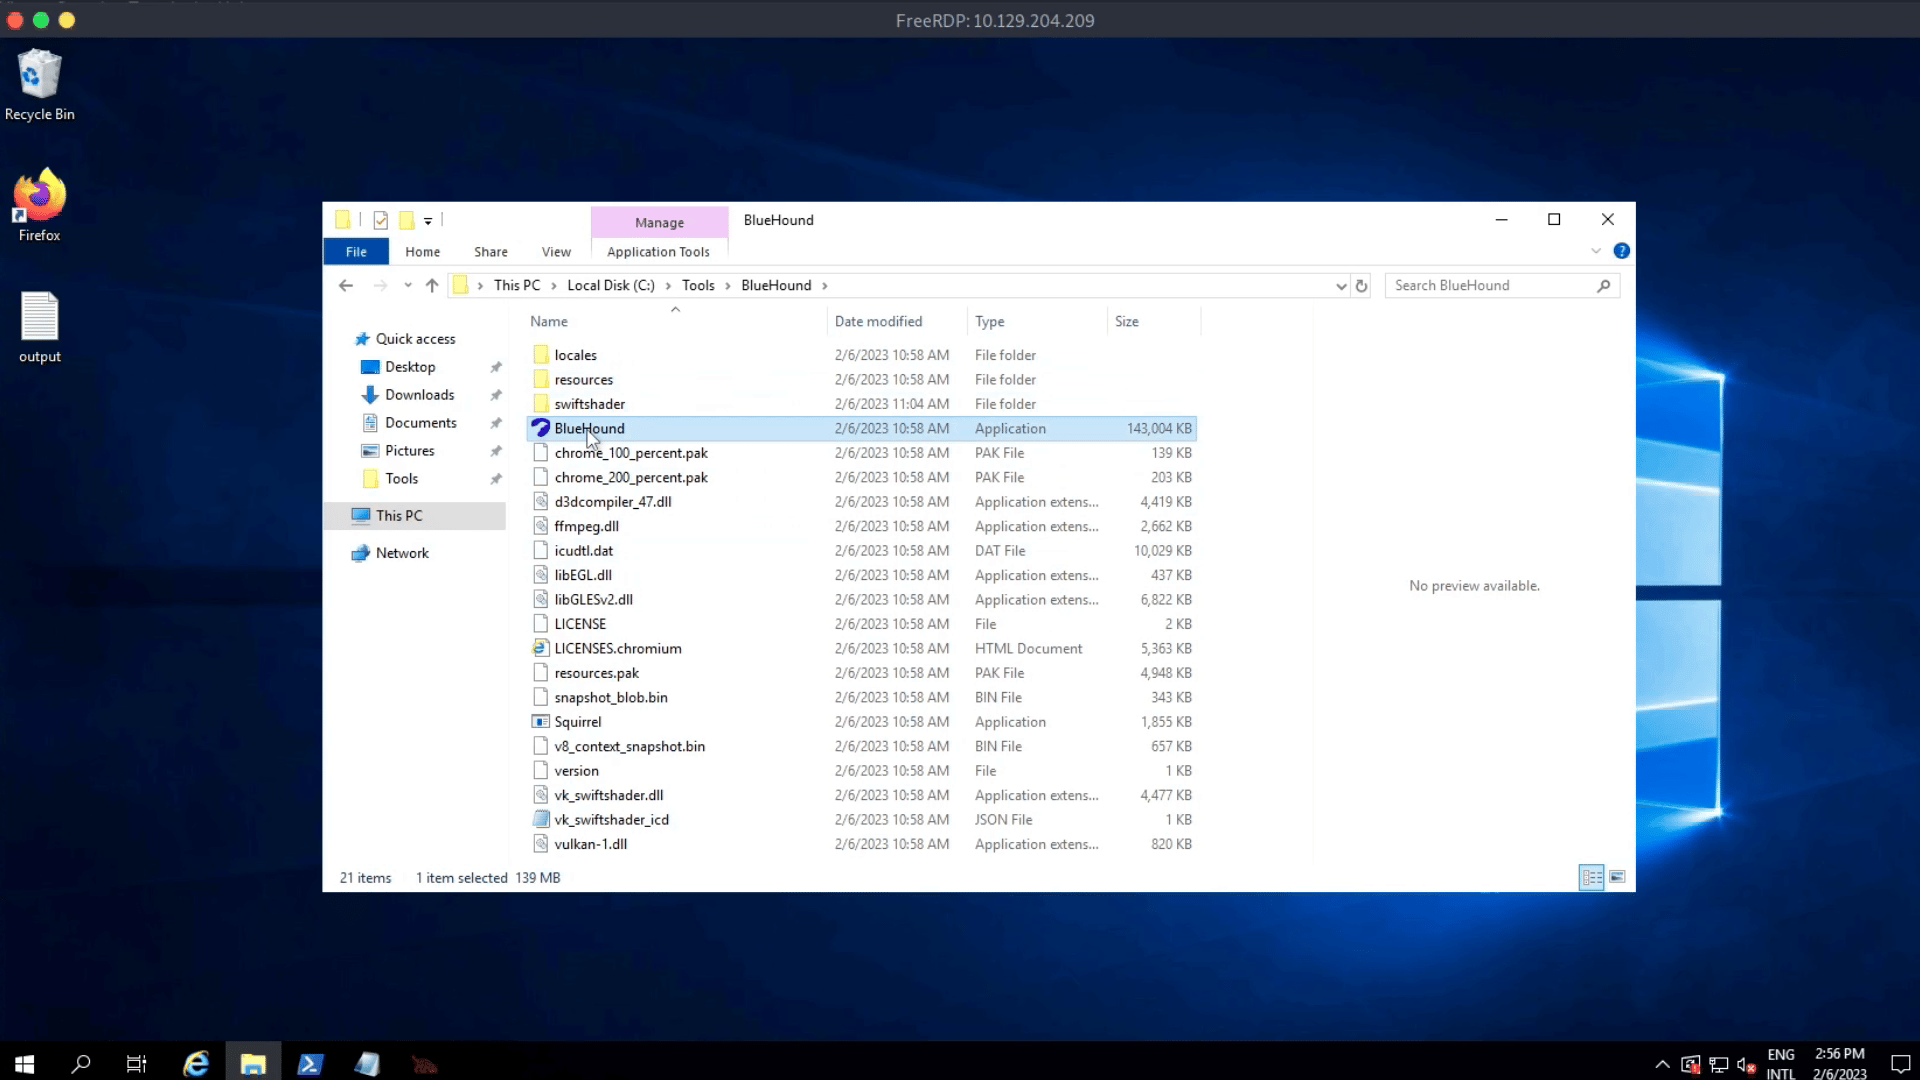 FreeRDP: 10.129.204.209
Recycle Bin
Firefox
output
Manage
BlueHound
File
Home
Share
View
Application Tools
This PC
Local Disk (C:)
Tools
BlueHound
Search BlueHound
Quick access
Desktop
Downloads
Documents
Pictures
Tools
This PC
Network
Name Date modified Type Size
locales 2/6/2023 10:58 AM File folder
resources 2/6/2023 10:58 AM File folder
swiftshader 2/6/2023 11:04 AM File folder
BlueHound 2/6/2023 10:58 AM Application 143,004 KB
chrome_100_percent.pak 2/6/2023 10:58 AM PAK File 139 KB
chrome_200_percent.pak 2/6/2023 10:58 AM PAK File 203 KB
d3dcompiler_47.dll 2/6/2023 10:58 AM Application extens... 4,419 KB
ffmpeg.dll 2/6/2023 10:58 AM Application extens... 2,662 KB
icudtl.dat 2/6/2023 10:58 AM DAT File 10,029 KB
libEGL.dll 2/6/2023 10:58 AM Application extens... 437 KB
libGLESv2.dll 2/6/2023 10:58 AM Application extens... 6,822 KB
LICENSE 2/6/2023 10:58 AM File 2 KB
LICENSES.chromium 2/6/2023 10:58 AM HTML Document 5,363 KB
resources.pak 2/6/2023 10:58 AM PAK File 4,948 KB
snapshot_blob.bin 2/6/2023 10:58 AM BIN File 343 KB
Squirrel 2/6/2023 10:58 AM Application 1,855 KB
v8_context_snapshot.bin 2/6/2023 10:58 AM BIN File 657 KB
version 2/6/2023 10:58 AM File 1 KB
vk_swiftshader.dll 2/6/2023 10:58 AM Application extens... 4,477 KB
vk_swiftshader_icd 2/6/2023 10:58 AM JSON File 1 KB
vulkan-1.dll 2/6/2023 10:58 AM Application extens... 820 KB
No preview available.
21 items 1 item selected 139 MB
ENG
INTL
2:56 PM
2/6/2023